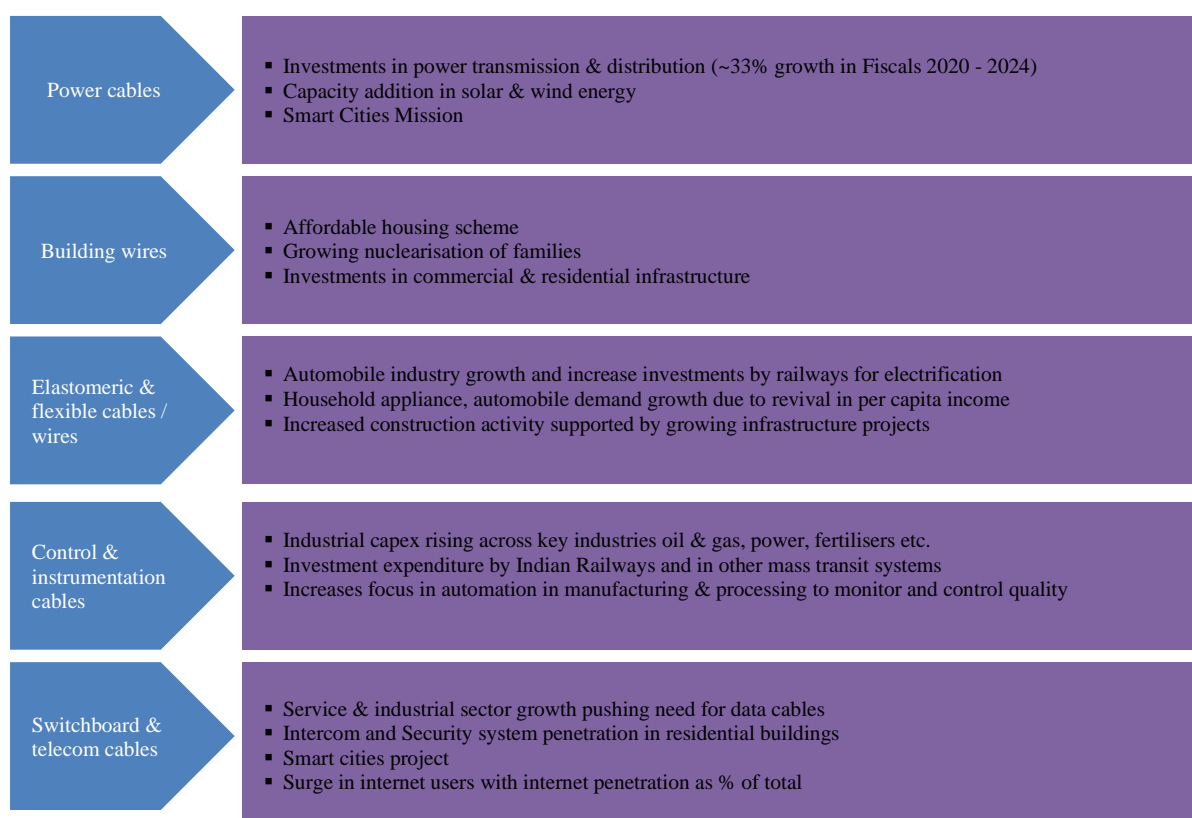 Power cables
▪ Investments in power transmission & distribution (~33% growth in Fiscals 2020 - 2024)
▪ Capacity addition in solar & wind energy
▪ Smart Cities Mission
Building wires
▪ Affordable housing scheme
▪ Growing nuclearisation of families
▪ Investments in commercial & residential infrastructure
Elastomeric &
flexible cables /
wires
▪ Automobile industry growth and increase investments by railways for electrification
▪ Household appliance, automobile demand growth due to revival in per capita income
▪ Increased construction activity supported by growing infrastructure projects
Control &
instrumentation
cables
▪ Industrial capex rising across key industries oil & gas, power, fertilisers etc.
▪ Investment expenditure by Indian Railways and in other mass transit systems
▪ Increases focus in automation in manufacturing & processing to monitor and control quality
Switchboard &
telecom cables
▪ Service & industrial sector growth pushing need for data cables
▪ Intercom and Security system penetration in residential buildings
▪ Smart cities project
▪ Surge in internet users with internet penetration as % of total